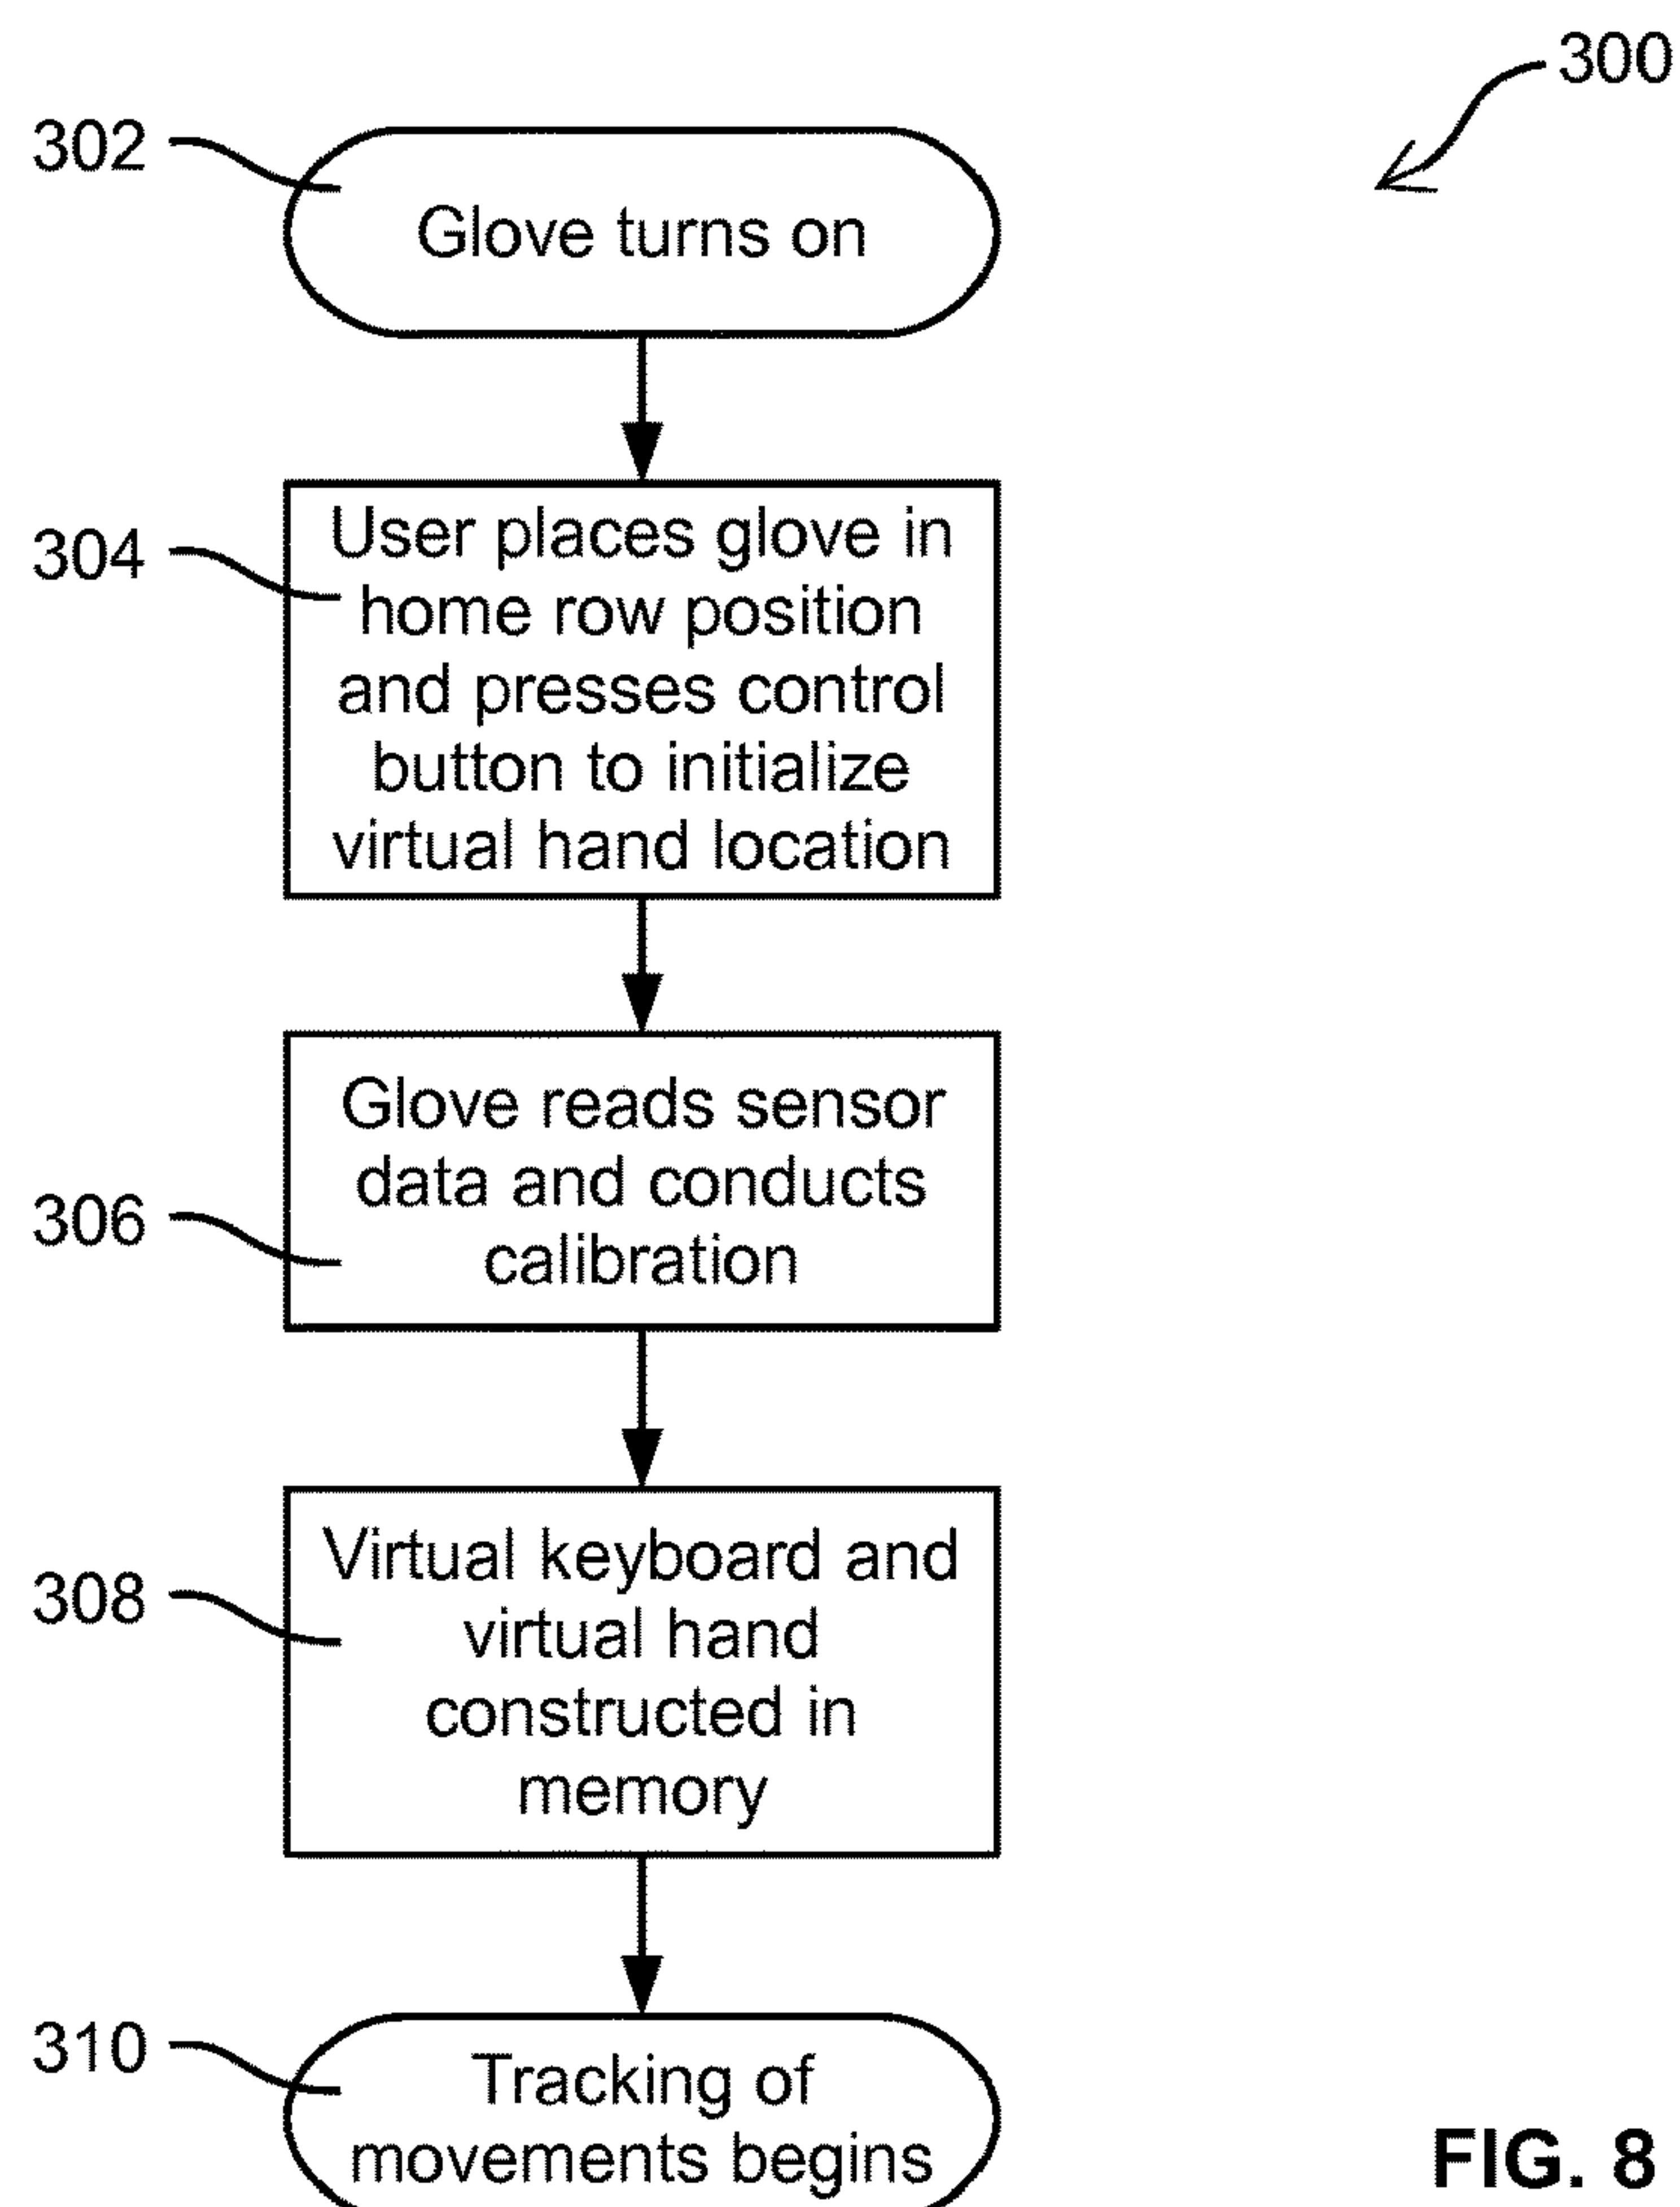 300
302
Glove turns on
304
User places glove in
home row position
and presses control
button to initialize
virtual hand location
306
Glove reads sensor
data and conducts
calibration
308
Virtual keyboard and
virtual hand
constructed in
memory
310
Tracking of
movements begins
FIG. 8